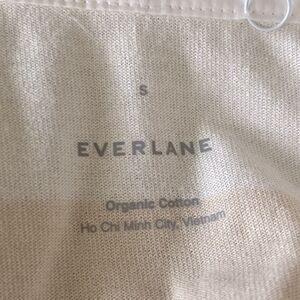 S
EVERLANE
Organic Cotton
Ho Chi Minh City, Vietnam